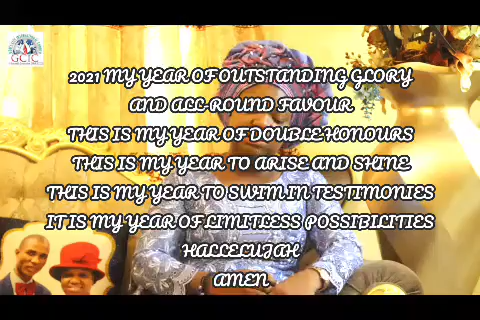 GCIC
2021 MY YEAR OF OUTSTANDING GLORY
AND ALL-ROUND FAVOUR
THIS IS MY YEAR OF DOUBLE HONOURS
THIS IS MY YEAR TO ARISE AND SHINE
THIS IS MY YEAR TO SWIM IN TESTIMONIES
IT IS MY YEAR OF LIMITLESS POSSIBILITIES
HALLELUJAH
AMEN